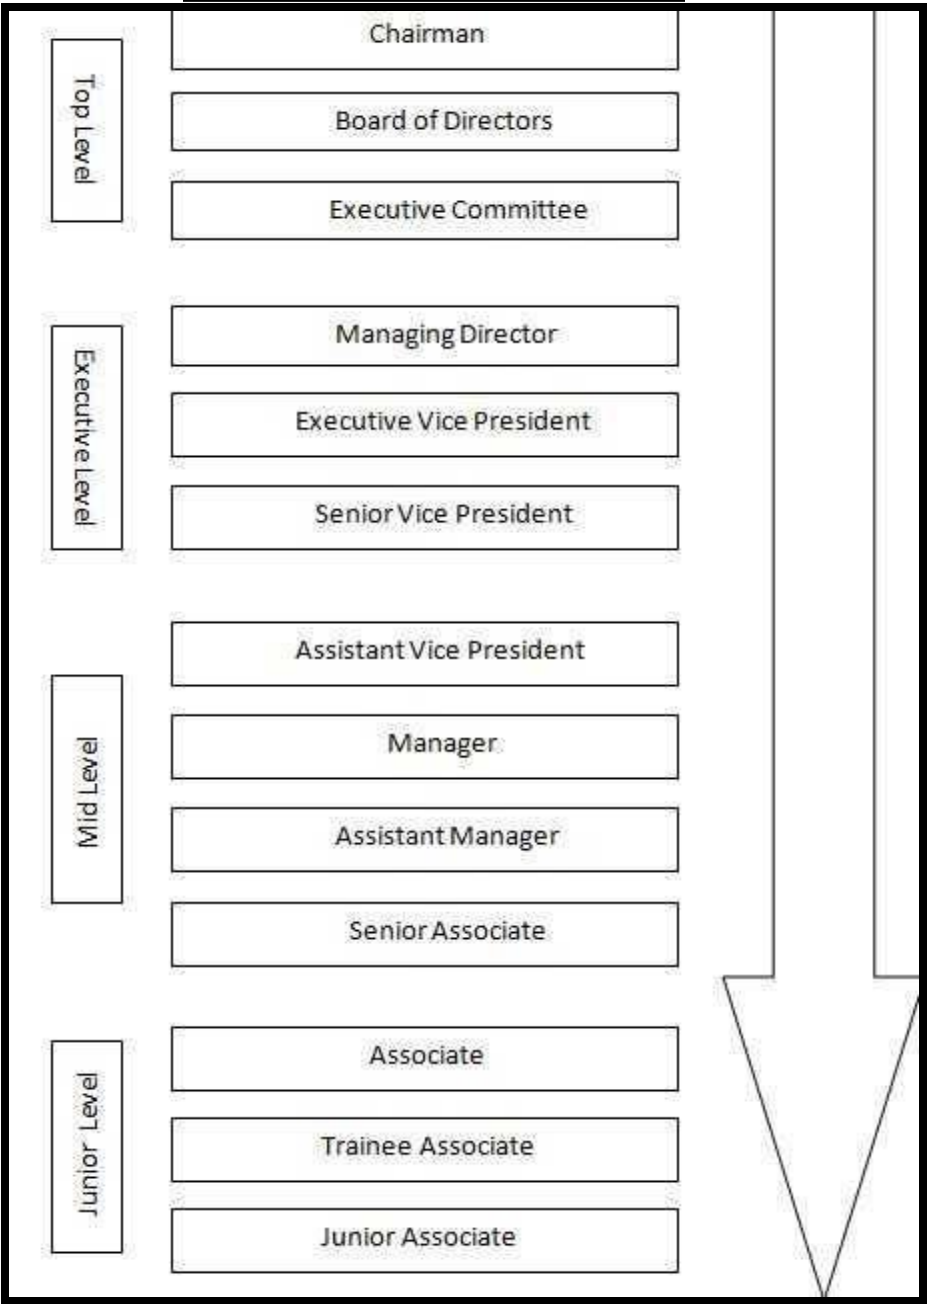 Top Level
Chairman
Board of Directors
Executive Committee
Executive Level
Managing Director
Executive Vice President
Senior Vice President
Mid Level
Assistant Vice President
Manager
Assistant Manager
Senior Associate
Junior Level
Associate
Trainee Associate
Junior Associate